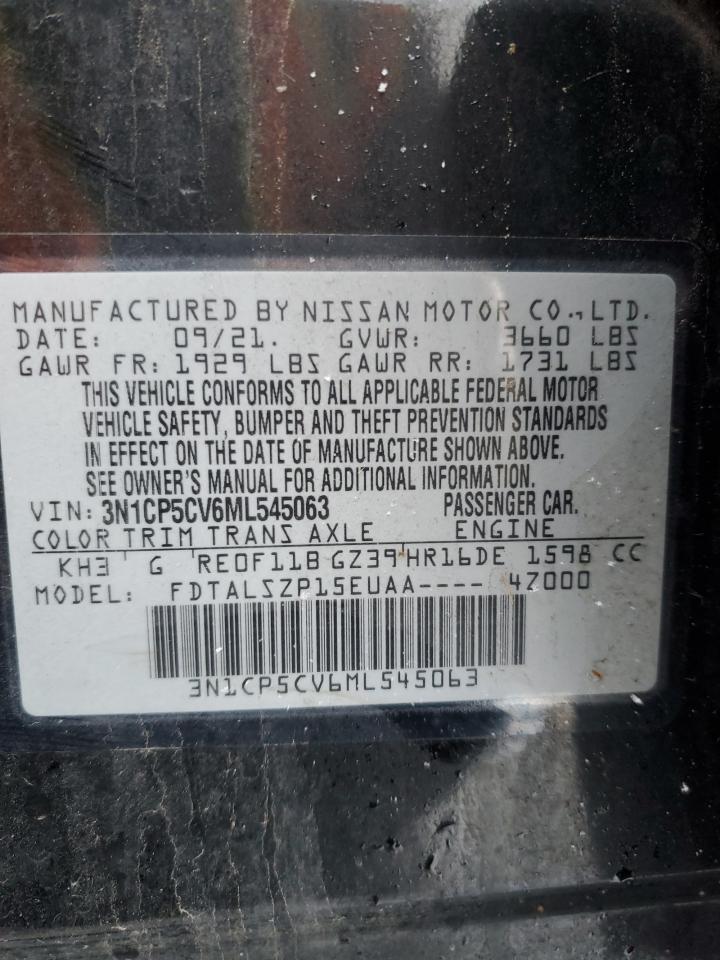 MANUFACTURED BY NISSAN MOTOR CO.,LTD.
DATE: 09/21. GVWR: 3660 LBS
GAWR FR: 1929 LBS GAWR RR: 1731 LBS
THIS VEHICLE CONFORMS TO ALL APPLICABLE FEDERAL MOTOR
VEHICLE SAFETY, BUMPER AND THEFT PREVENTION STANDARDS
IN EFFECT ON THE DATE OF MANUFACTURE SHOWN ABOVE.
SEE OWNER'S MANUAL FOR ADDITIONAL INFORMATION.
VIN: 3N1CP5CV6ML545063 PASSENGER CAR.
COLOR TRIM TRANS AXLE ENGINE
KH3 G RE0F11B GZ39 HR16DE 1598 CC
MODEL: FDTALSZP15EUAA---- 4Z000
3N1CP5CV6ML545063